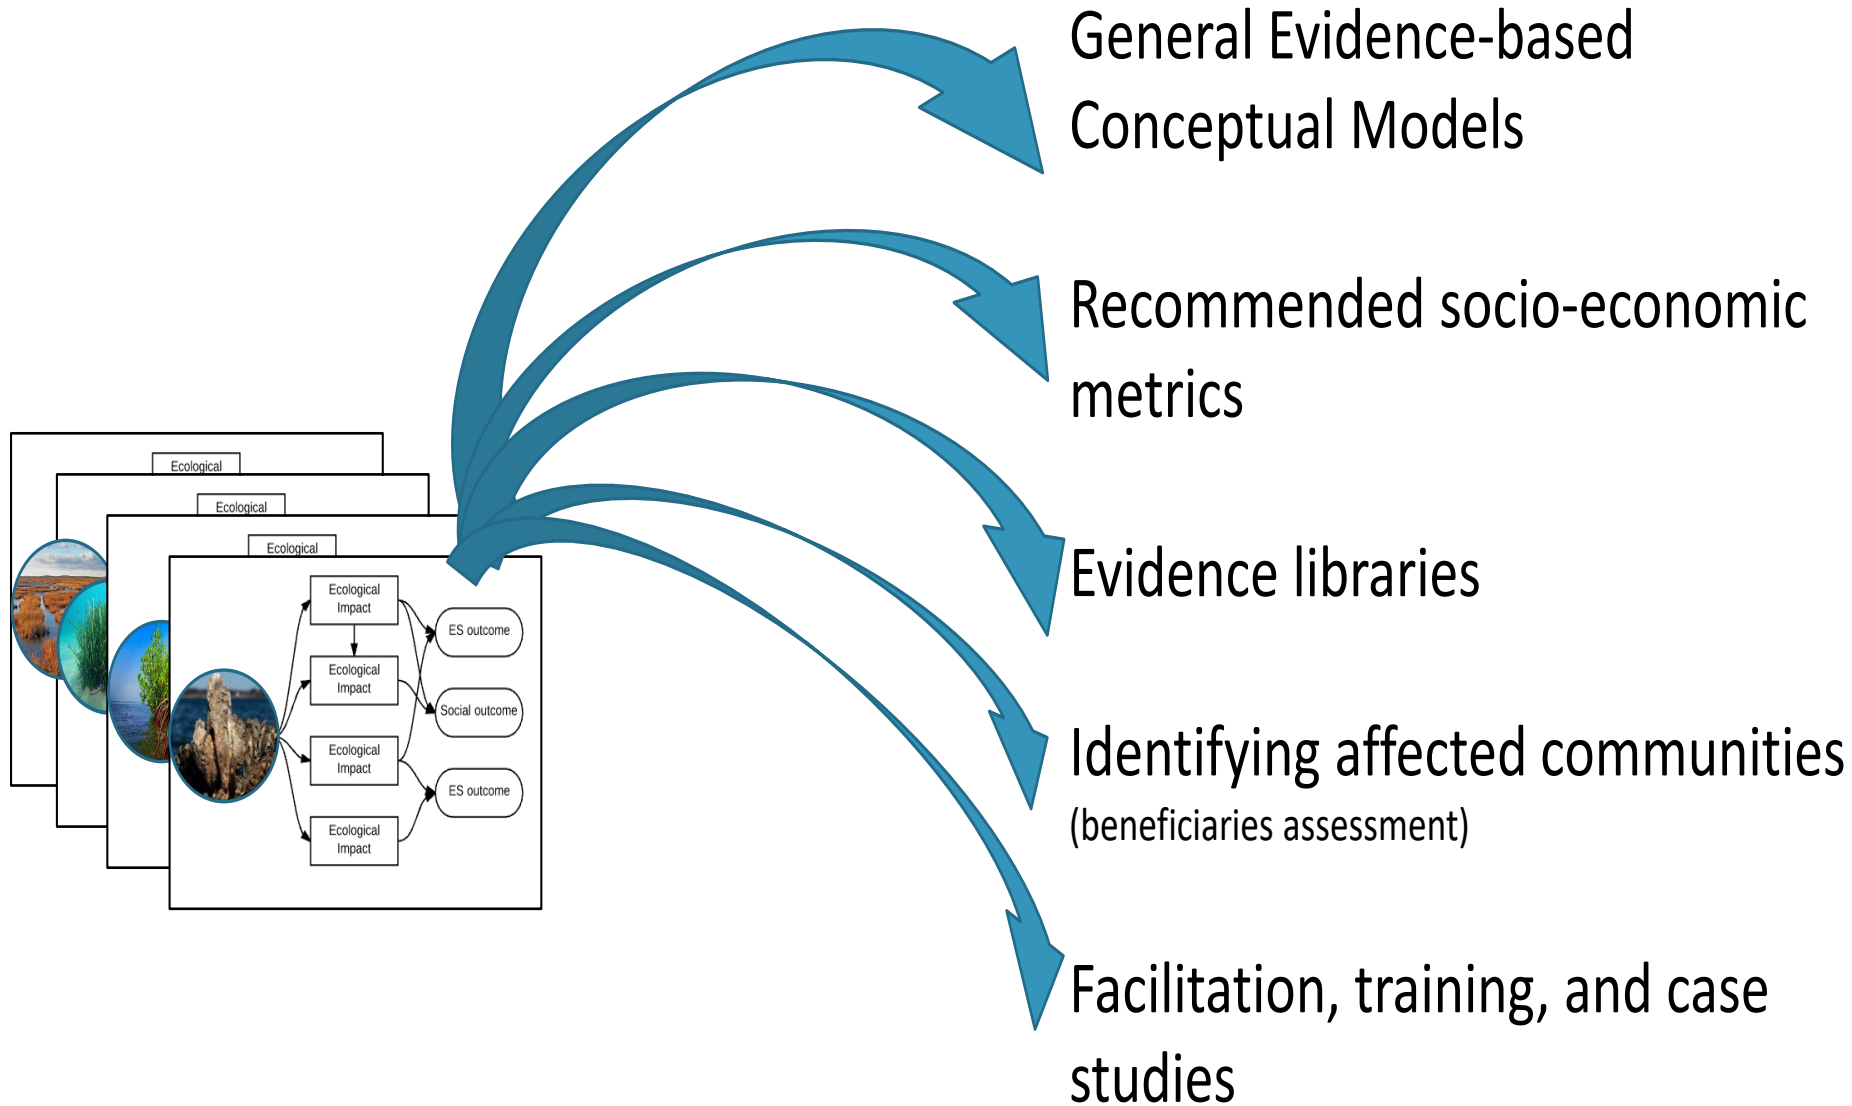 General Evidence-based
Conceptual Models
Recommended socio-economic
metrics
Evidence libraries
Identifying affected communities
(beneficiaries assessment)
Facilitation, training, and case
studies
Ecological
Ecological
Ecological
Ecological
Impact
Ecological
Impact
Ecological
Impact
Ecological
Impact
ES outcome
Social outcome
ES outcome